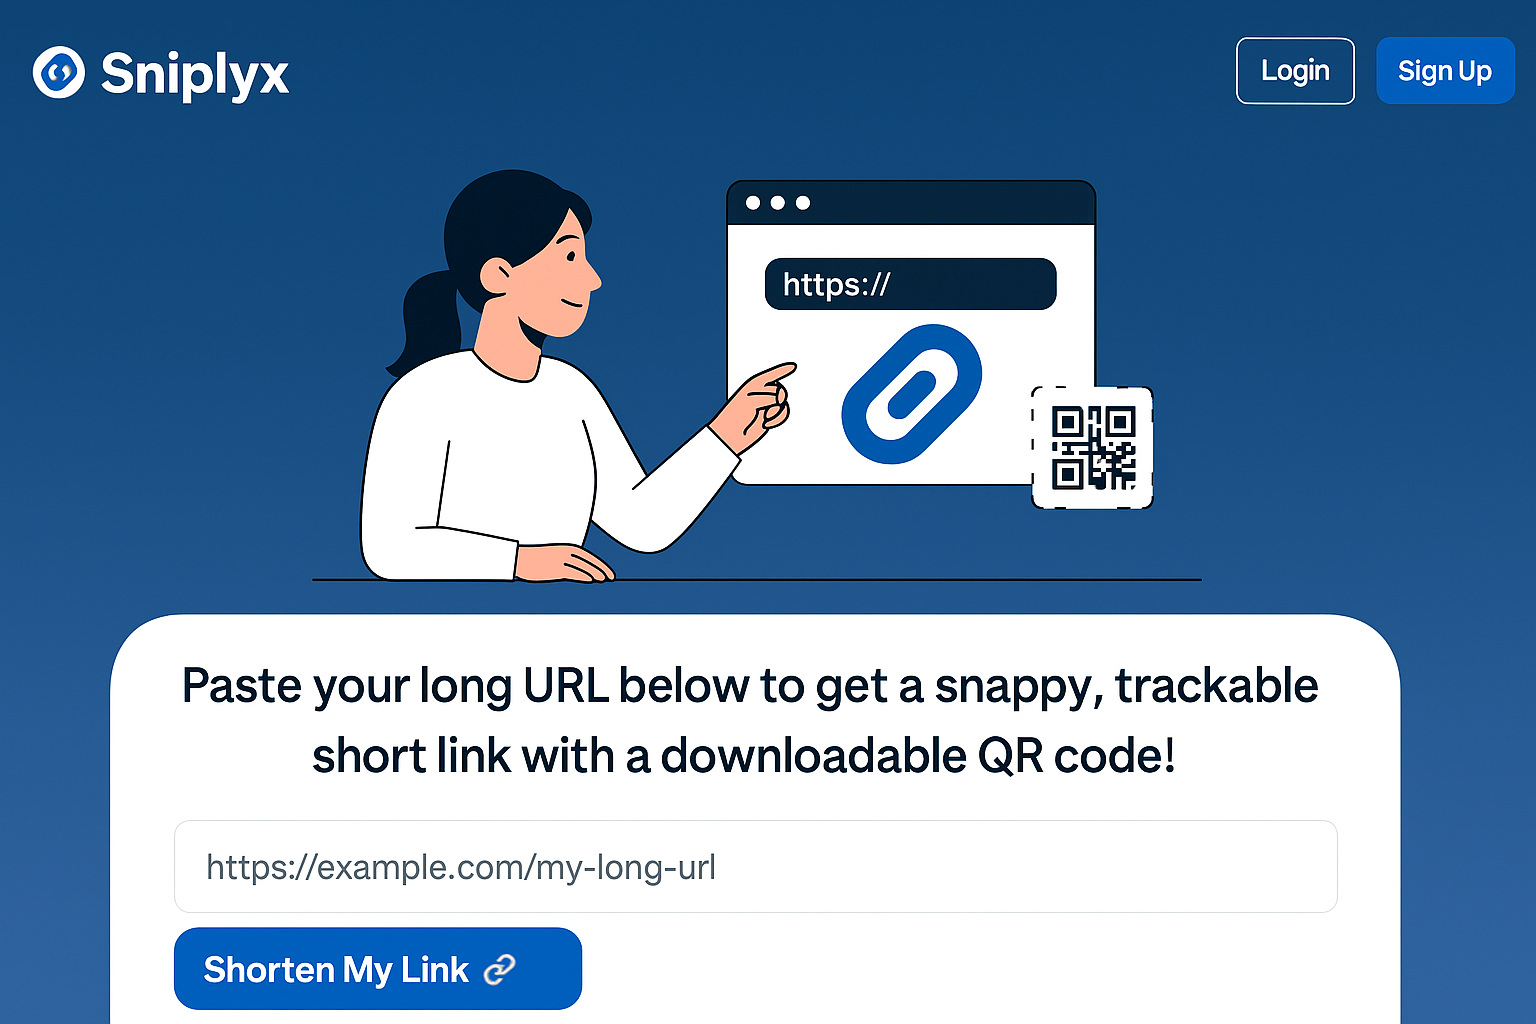 Sniplyx
Login
Sign Up
https://
Paste your long URL below to get a snappy, trackable
short link with a downloadable QR code!
https://example.com/my-long-url
Shorten My Link